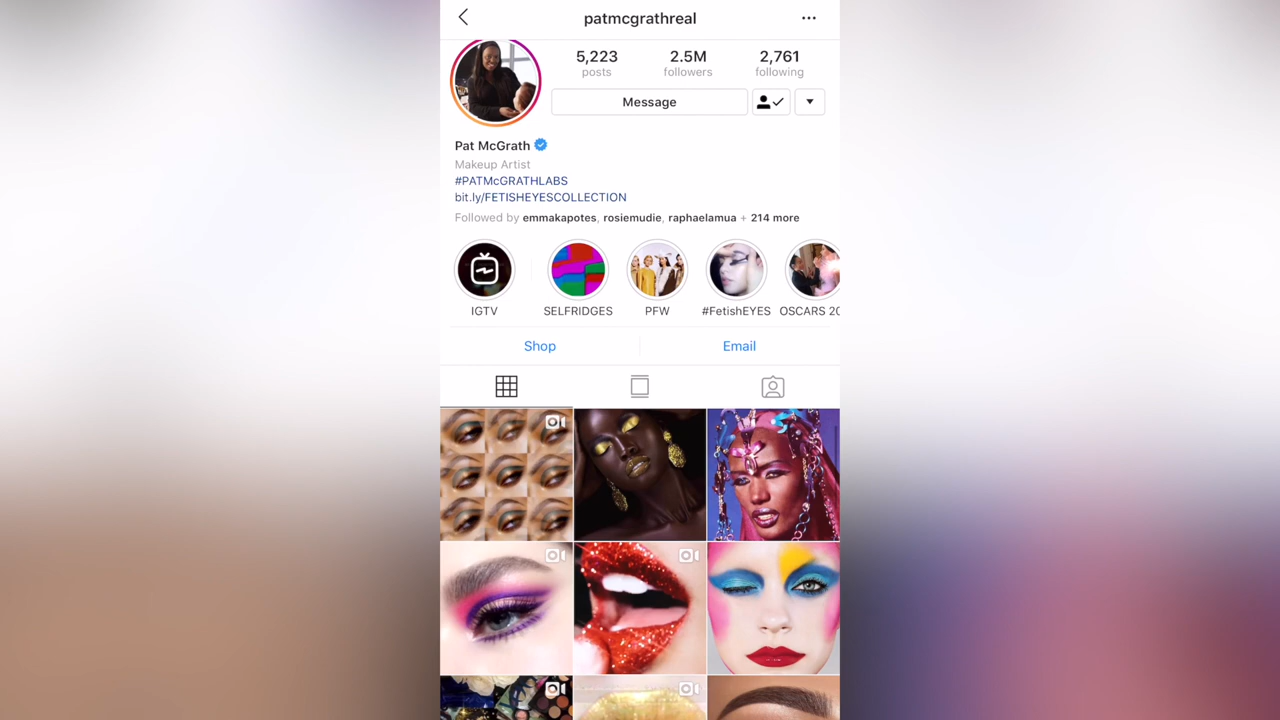 patmcgrathreal
5,223 2.5M 2,761
posts followers following
Message
Pat McGrath
Makeup Artist
#PATMcGRATHLABS
bit.ly/FETISHEYESCOLLECTION
Followed by emmakapotes, rosiemudie, raphaelamua + 214 more
IGTV SELFRIDGES PFW #FetishEYES OSCARS 20
Shop Email